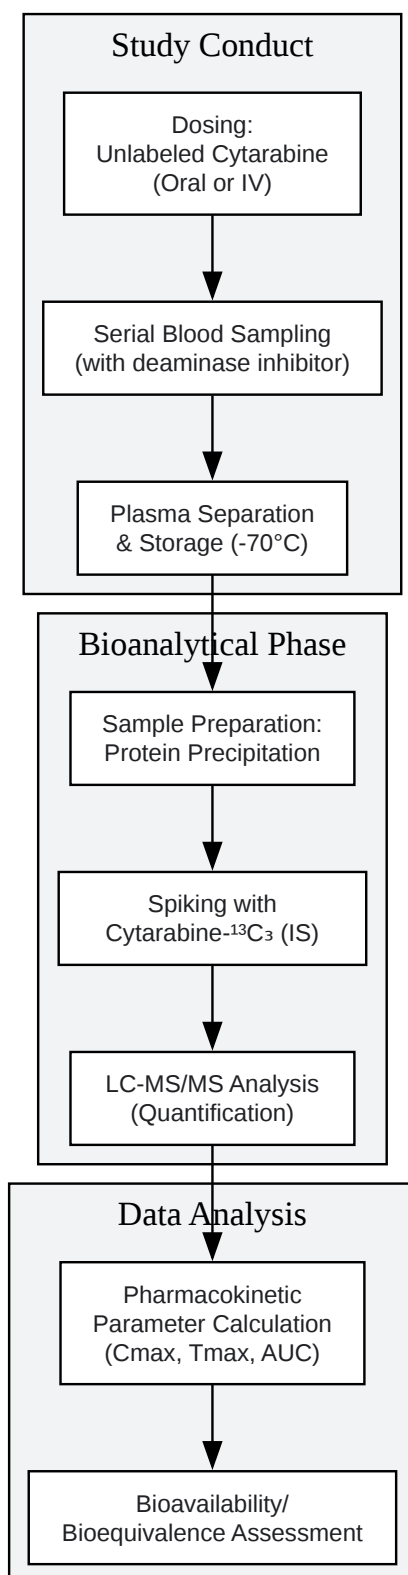 Study Conduct
Dosing:
Unlabeled Cytarabine
(Oral or IV)
Serial Blood Sampling
(with deaminase inhibitor)
Plasma Separation
& Storage (-70°C)
Bioanalytical Phase
Sample Preparation:
Protein Precipitation
Spiking with
Cytarabine-¹³C₃ (IS)
LC-MS/MS Analysis
(Quantification)
Data Analysis
Pharmacokinetic
Parameter Calculation
(Cmax, Tmax, AUC)
Bioavailability/
Bioequivalence Assessment